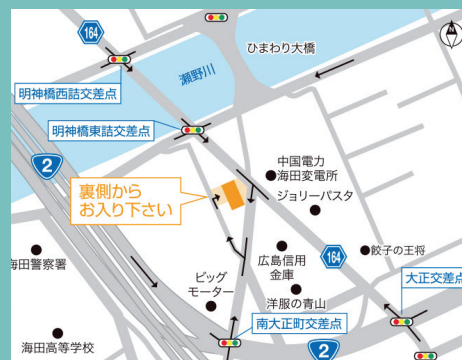 164
ひまわり大橋
瀬野川
明神橋西詰交差点
明神橋東詰交差点
2
中国電力
海田変電所
裏側から
お入り下さい
ジョリーパスタ
海田警察署
広島信用
金庫
164
餃子の王将
ビッグ
モーター
大正交差点
洋服の青山
南大正町交差点
海田高等学校
2